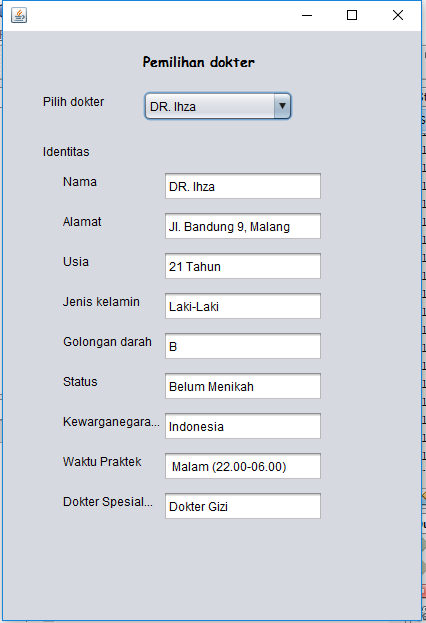 Pemilihan dokter
Pilih dokter DR. Ihza
Identitas
Nama DR. Ihza
Alamat Jl. Bandung 9, Malang
Usia 21 Tahun
Jenis kelamin Laki-Laki
Golongan darah B
Status Belum Menikah
Kewarganegara... Indonesia
Waktu Praktek Malam (22.00-06.00)
Dokter Spesial... Dokter Gizi